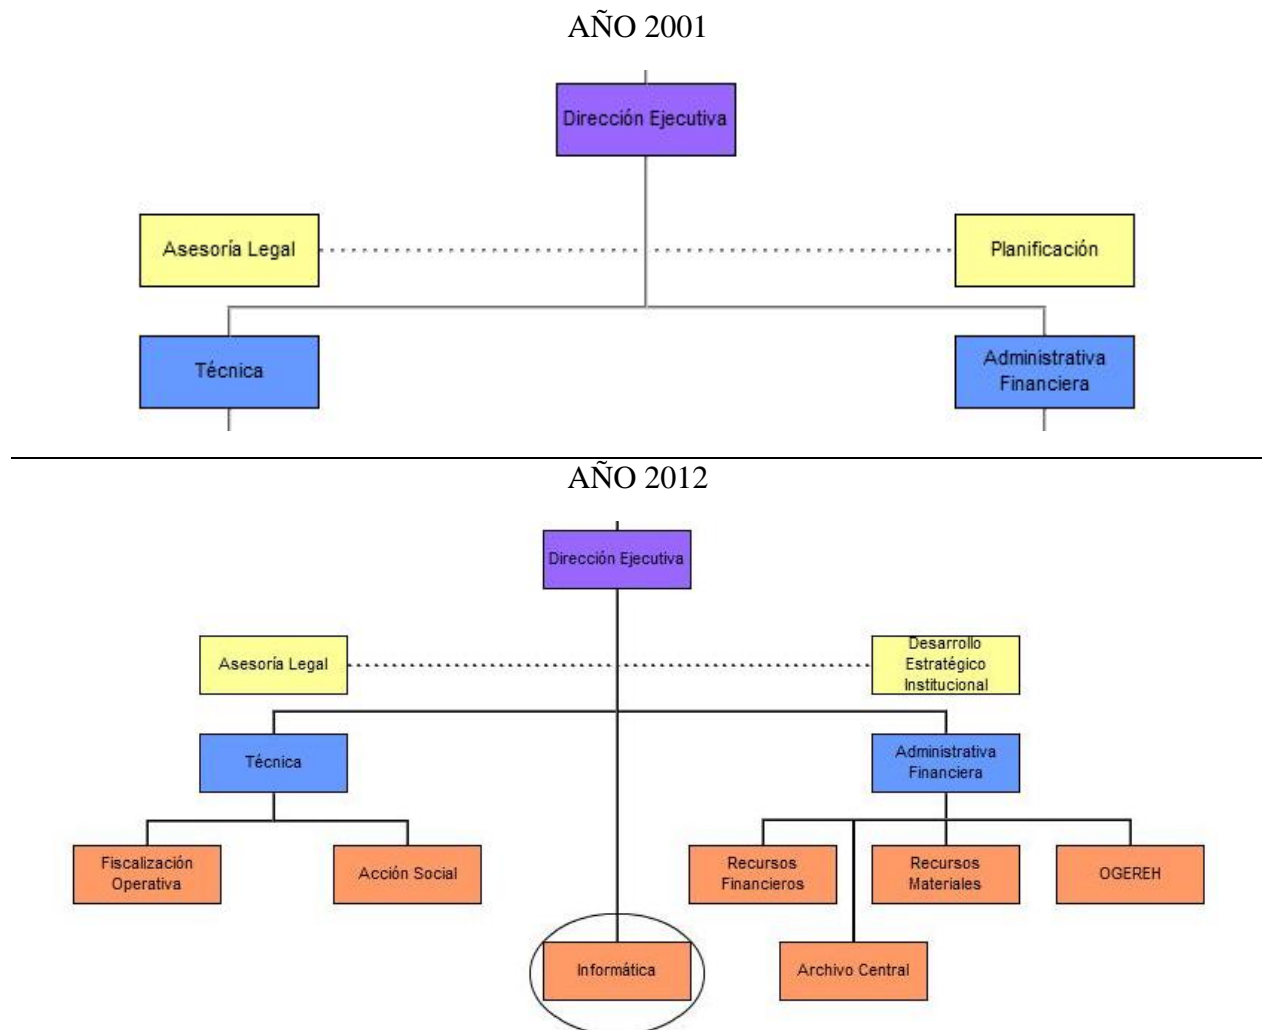 AÑO 2001
Dirección Ejecutiva
Asesoría Legal
Planificación
Técnica
Administrativa
Financiera
AÑO 2012
Dirección Ejecutiva
Asesoría Legal
Desarrollo
Estratégico
Institucional
Técnica
Administrativa
Financiera
Fiscalización
Operativa
Acción Social
Recursos
Financieros
Recursos
Materiales
OGEREH
Informática
Archivo Central